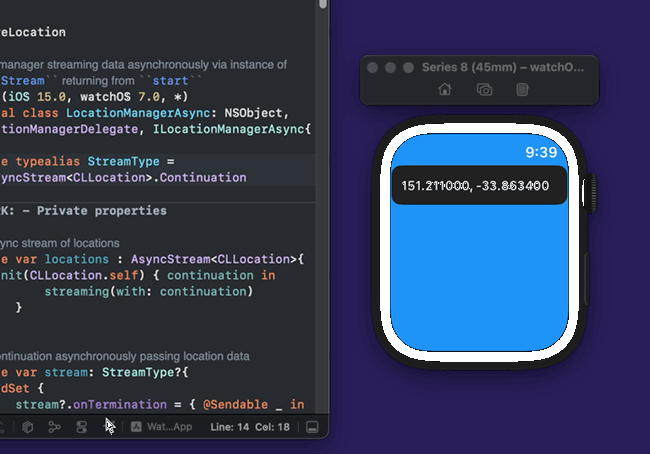 eLocation
manager streaming data asynchronously via instance of
Stream`` returning from ``start``
(iOS 15.0, watchOS 7.0, *)
al class LocationManagerAsync: NSObject,
tionManagerDelegate, ILocationManagerAsync{
e typealias StreamType =
yncStream<CLLocation>.Continuation
K: - Private properties
ync stream of locations
e var locations : AsyncStream<CLLocation>{
nit(CLLocation.self) { continuation in
streaming(with: continuation)
}
ontinuation asynchronously passing location data
e var stream: StreamType?{
dSet {
stream?.onTermination = { @Sendable _ in
A Wat...App Line: 14 Col: 18
Series 8 (45mm) – watchO...
9:39
151.211000, -33.863400